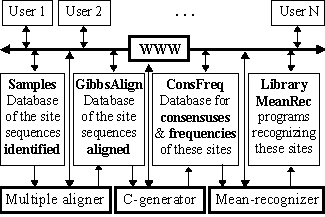 User 1 User 2 . . . User N
WWW
Samples
Database
of the site
sequences
identified
GibbsAlign
Database
of the site
sequences
aligned
ConsFreq
Database for
consensuses
& frequencies
of these sites
Library
MeanRec
programs
recognizing
these sites
Multiple aligner C-generator Mean-recognizer